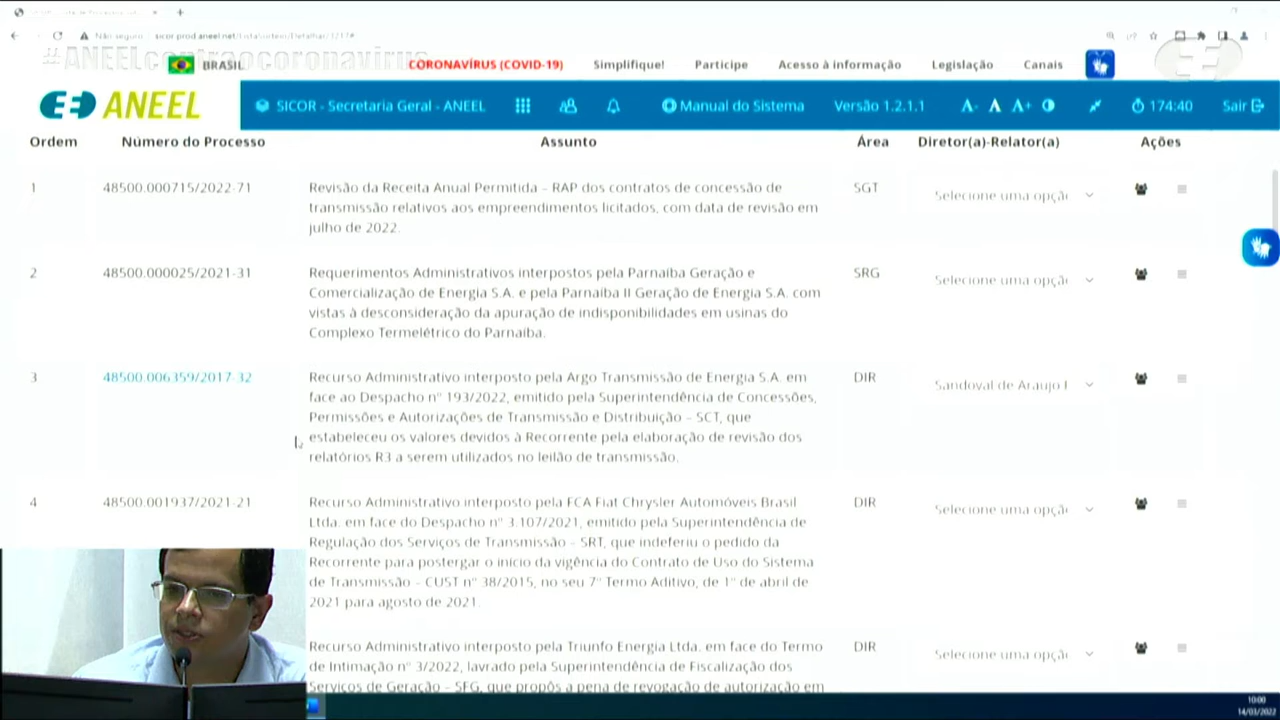 Não seguro
sicor.prod.aneel.net/ListaSorteio/Detalhar/3217#
#ANEELcontraocoronavírus
BRASIL
CORONAVÍRUS (COVID-19) Simplifique! Participe Acesso à informação Legislação Canais
ANEEL
SICOR - Secretaria Geral - ANEEL Manual do Sistema Versão 1.2.1.1 A- A A+ 174:40 Sair
Ordem Número do Processo Assunto Área Diretor(a)-Relator(a) Ações
1 48500.000715/2022-71 Revisão da Receita Anual Permitida – RAP dos contratos de concessão de SGT Selecione uma opçã
transmissão relativos aos empreendimentos licitados, com data de revisão em
julho de 2022.
2 48500.000025/2021-31 Requerimentos Administrativos interpostos pela Parnaíba Geração e SRG Selecione uma opçã
Comercialização de Energia S.A. e pela Parnaíba II Geração de Energia S.A. com
vistas à desconsideração da apuração de indisponibilidades em usinas do
Complexo Termelétrico do Parnaíba.
3 48500.006359/2017-32 Recurso Administrativo interposto pela Argo Transmissão de Energia S.A. em DIR Sandoval de Araujo F
face ao Despacho nº 193/2022, emitido pela Superintendência de Concessões,
Permissões e Autorizações de Transmissão e Distribuição – SCT, que
estabeleceu os valores devidos à Recorrente pela elaboração de revisão dos
relatórios R3 a serem utilizados no leilão de transmissão.
4 48500.001937/2021-21 Recurso Administrativo interposto pela FCA Fiat Chrysler Automóveis Brasil DIR Selecione uma opçã
Ltda. em face do Despacho nº 3.107/2021, emitido pela Superintendência de
Regulação dos Serviços de Transmissão – SRT, que indeferiu o pedido da
Recorrente para postergar o início da vigência do Contrato de Uso do Sistema
de Transmissão – CUST nº 38/2015, no seu 7º Termo Aditivo, de 1º de abril de
2021 para agosto de 2021.
Recurso Administrativo interposto pela Triunfo Energia Ltda. em face do Termo DIR Selecione uma opçã
de Intimação nº 3/2022, lavrado pela Superintendência de Fiscalização dos
Serviços de Geração – SFG, que propôs a pena de revogação de autorização em
10:00
14/03/2022